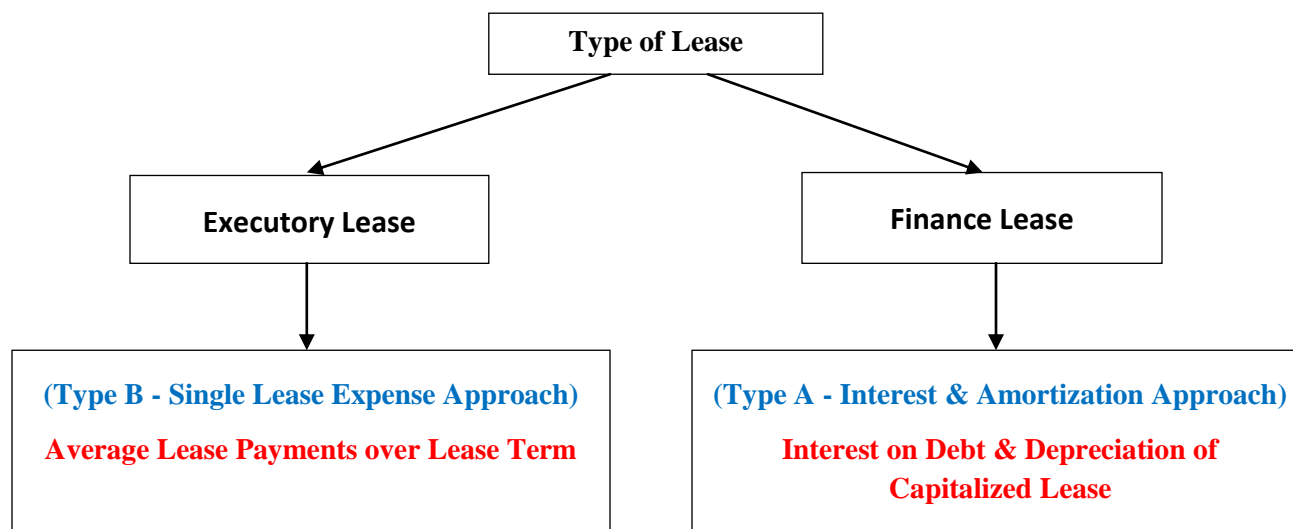 Type of Lease
Executory Lease
Finance Lease
(Type B - Single Lease Expense Approach)
Average Lease Payments over Lease Term
(Type A - Interest & Amortization Approach)
Interest on Debt & Depreciation of
Capitalized Lease